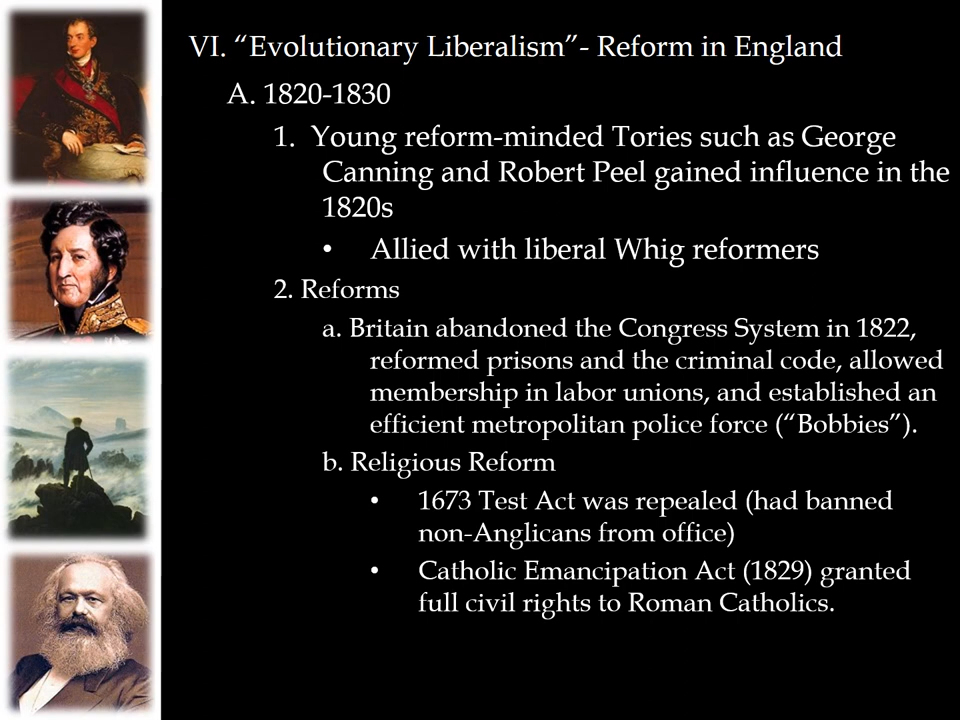 VI. “Evolutionary Liberalism”- Reform in England
A. 1820-1830
1. Young reform-minded Tories such as George
Canning and Robert Peel gained influence in the
1820s
• Allied with liberal Whig reformers
2. Reforms
a. Britain abandoned the Congress System in 1822,
reformed prisons and the criminal code, allowed
membership in labor unions, and established an
efficient metropolitan police force (“Bobbies”).
b. Religious Reform
• 1673 Test Act was repealed (had banned
non-Anglicans from office)
• Catholic Emancipation Act (1829) granted
full civil rights to Roman Catholics.